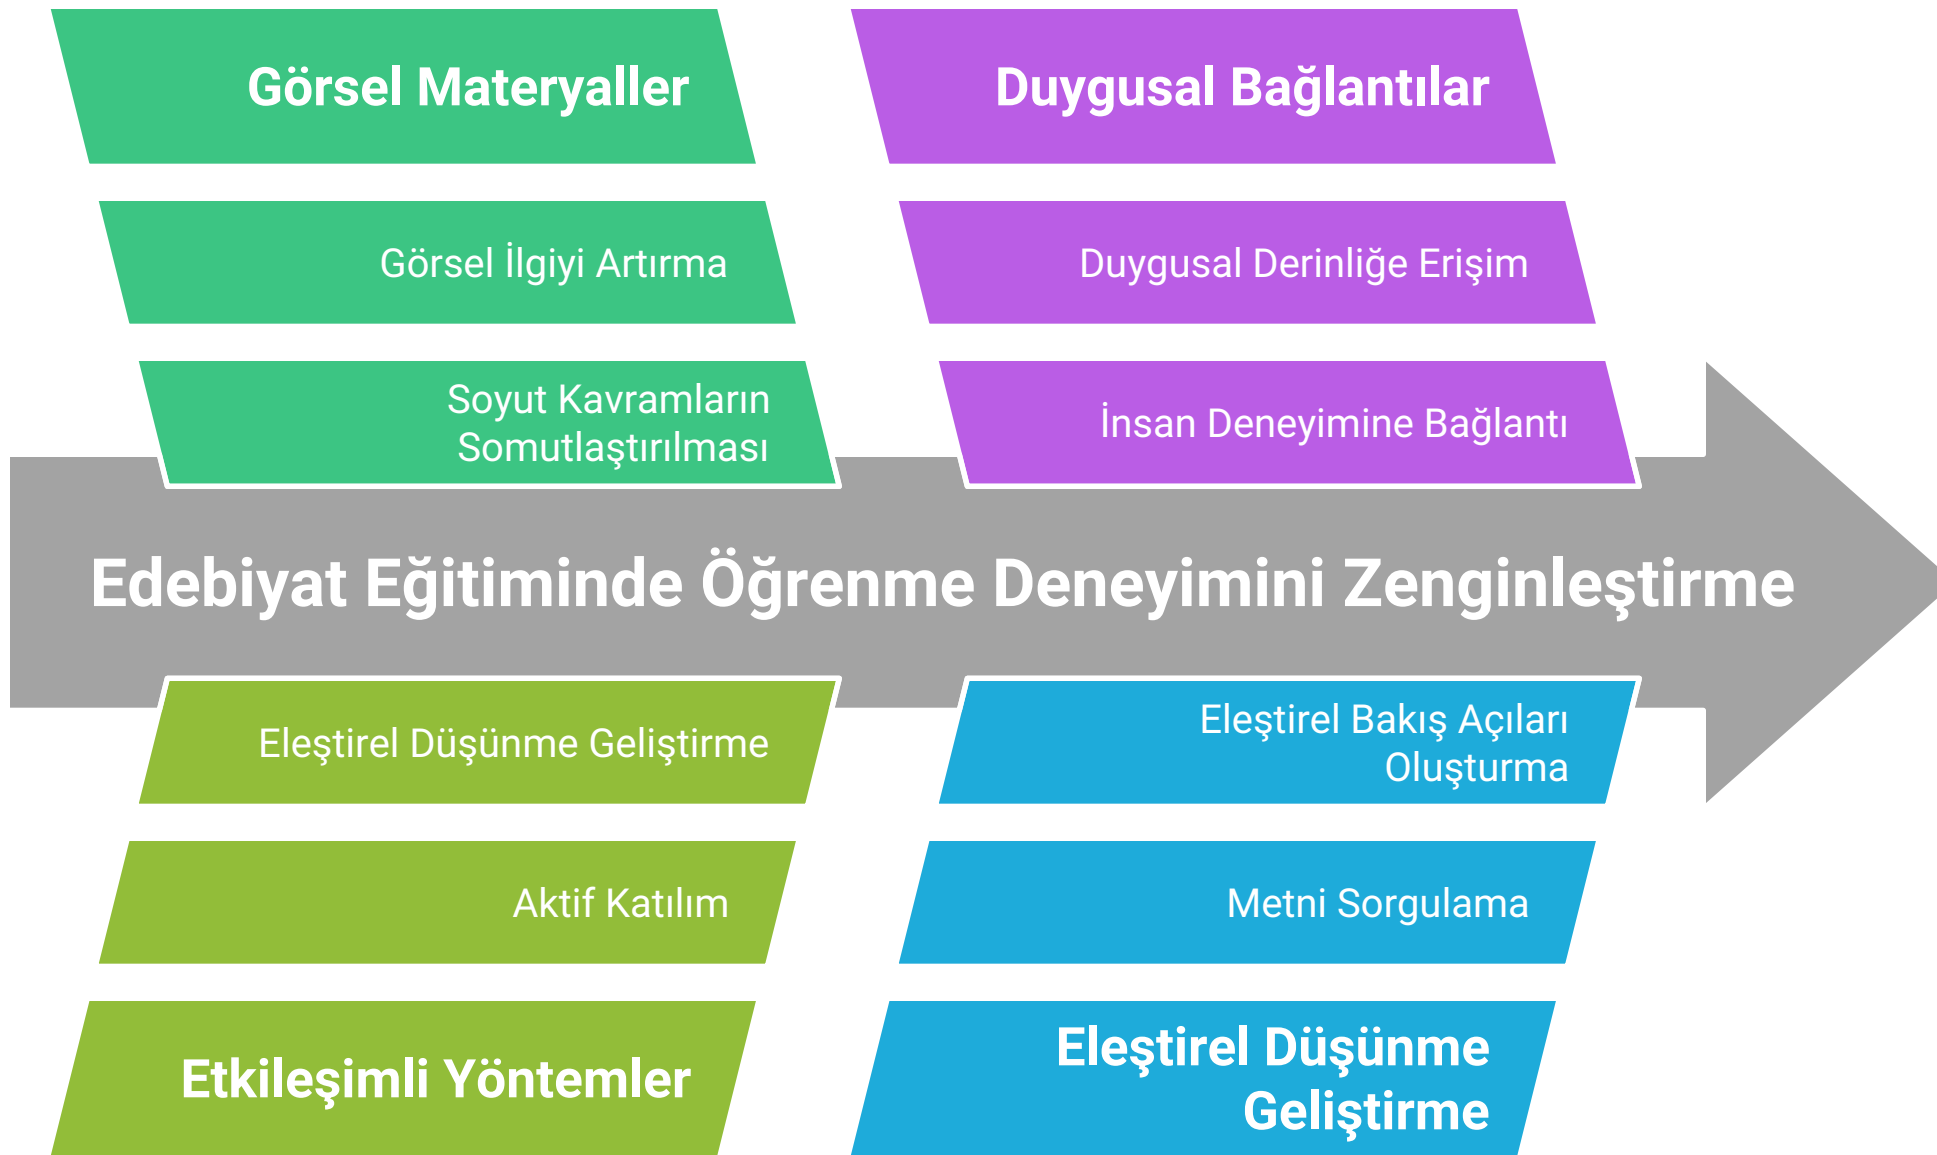 Görsel Materyaller
Görsel İlgiyi Artırma
Soyut Kavramların
Somutlaştırılması
Duygusal Bağlantılar
Duygusal Derinliğe Erişim
İnsan Deneyimine Bağlantı
Edebiyat Eğitiminde Öğrenme Deneyimini Zenginleştirme
Eleştirel Düşünme Geliştirme
Aktif Katılım
Etkileşimli Yöntemler
Eleştirel Bakış Açıları
Oluşturma
Metni Sorgulama
Eleştirel Düşünme
Geliştirme